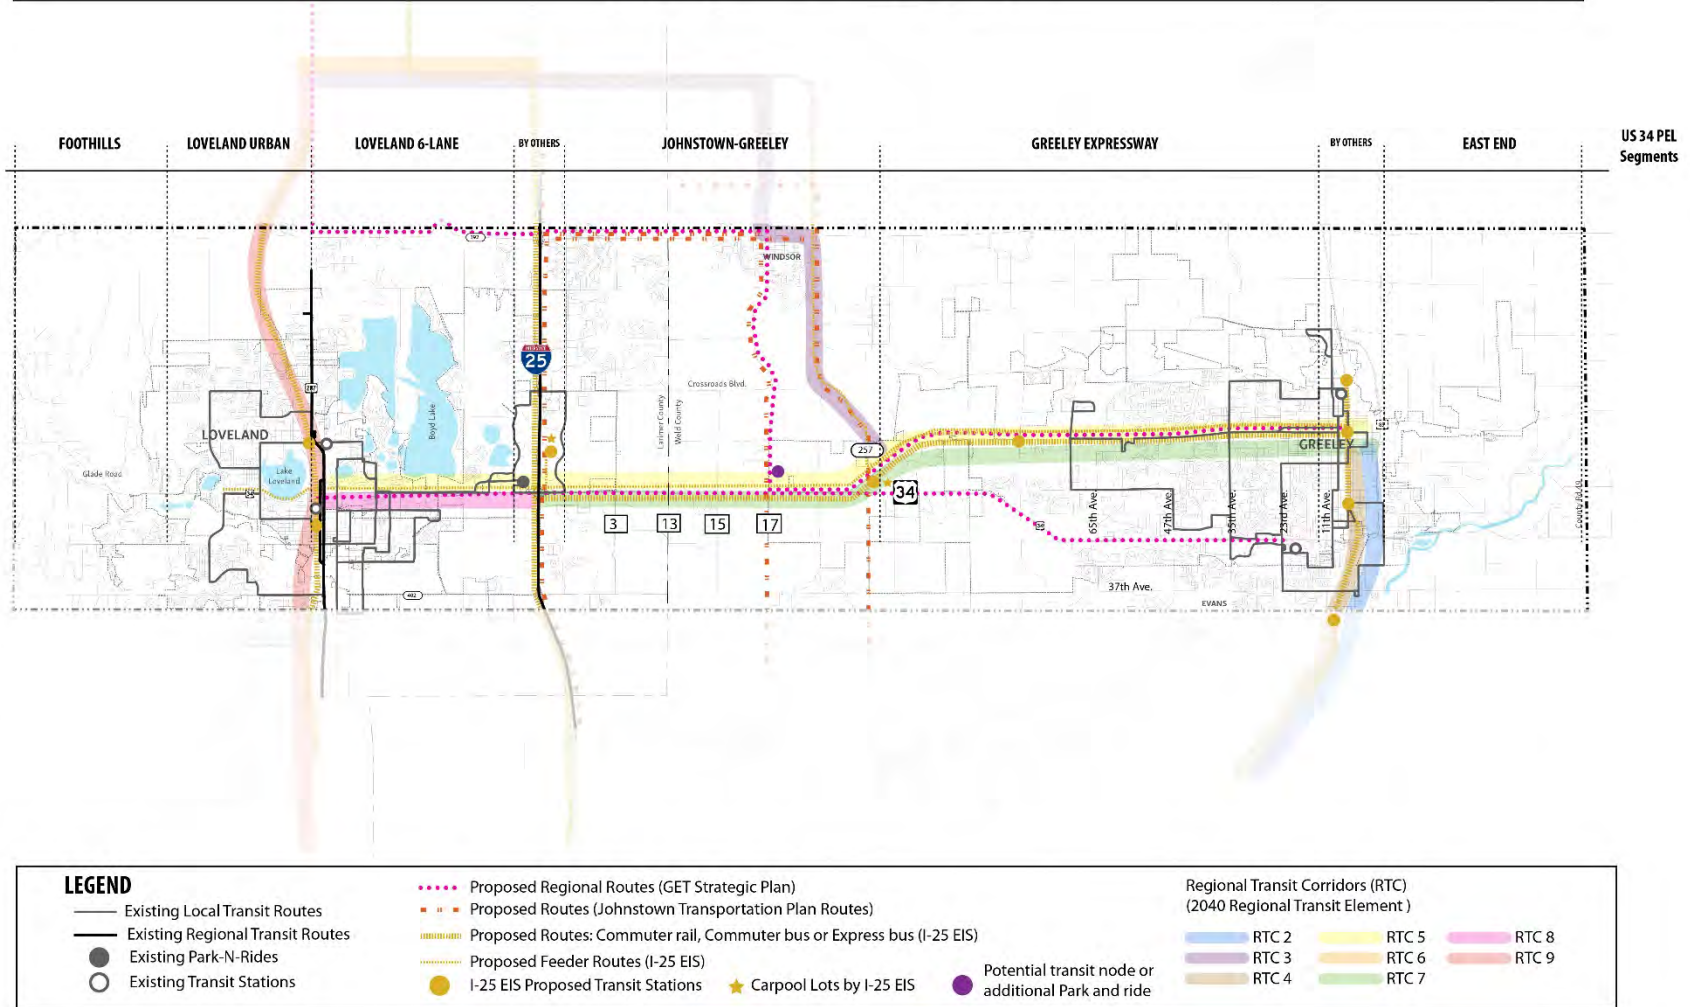 FOOTHILLS
LOVELAND URBAN
LOVELAND 6-LANE
BY OTHERS
JOHNSTOWN-GREELEY
GREELEY EXPRESSWAY
BY OTHERS
EAST END
US 34 PEL
Segments
WINDSOR
INTERSTATE
25
287
Crossroads Blvd.
Larimer County
Weld County
Boyd Lake
LOVELAND
Lake
Loveland
Glade Road
257
34
GREELEY
3
13
15
17
65th Ave.
47th Ave.
35th Ave.
23rd Ave.
11th Ave.
37th Ave.
EVANS
402
LEGEND
Existing Local Transit Routes
Existing Regional Transit Routes
Existing Park-N-Rides
Existing Transit Stations
Proposed Regional Routes (GET Strategic Plan)
Proposed Routes (Johnstown Transportation Plan Routes)
Proposed Routes: Commuter rail, Commuter bus or Express bus (I-25 EIS)
Proposed Feeder Routes (I-25 EIS)
I-25 EIS Proposed Transit Stations
Carpool Lots by I-25 EIS
Potential transit node or
additional Park and ride
Regional Transit Corridors (RTC)
(2040 Regional Transit Element )
RTC 2
RTC 3
RTC 4
RTC 5
RTC 6
RTC 7
RTC 8
RTC 9